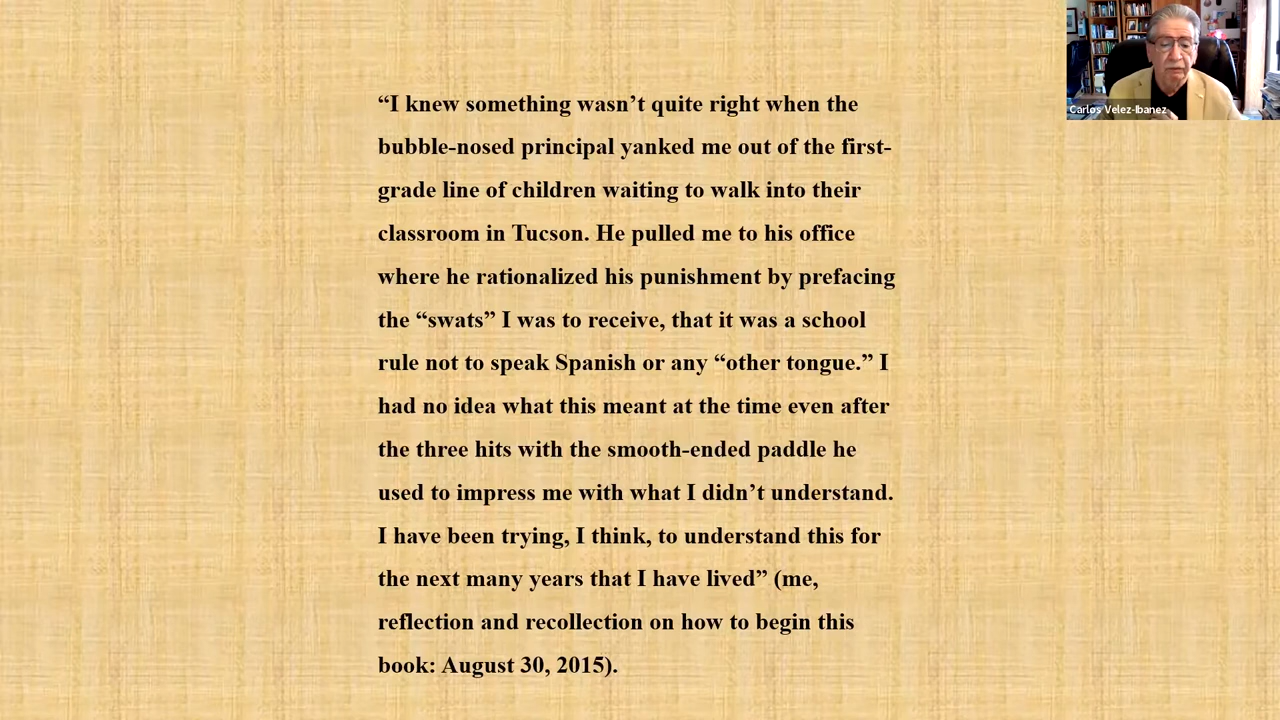 “I knew something wasn’t quite right when the
bubble-nosed principal yanked me out of the first-
grade line of children waiting to walk into their
classroom in Tucson. He pulled me to his office
where he rationalized his punishment by prefacing
the “swats” I was to receive, that it was a school
rule not to speak Spanish or any “other tongue.” I
had no idea what this meant at the time even after
the three hits with the smooth-ended paddle he
used to impress me with what I didn’t understand.
I have been trying, I think, to understand this for
the next many years that I have lived” (me,
reflection and recollection on how to begin this
book: August 30, 2015).
Carlos Velez-Ibanez